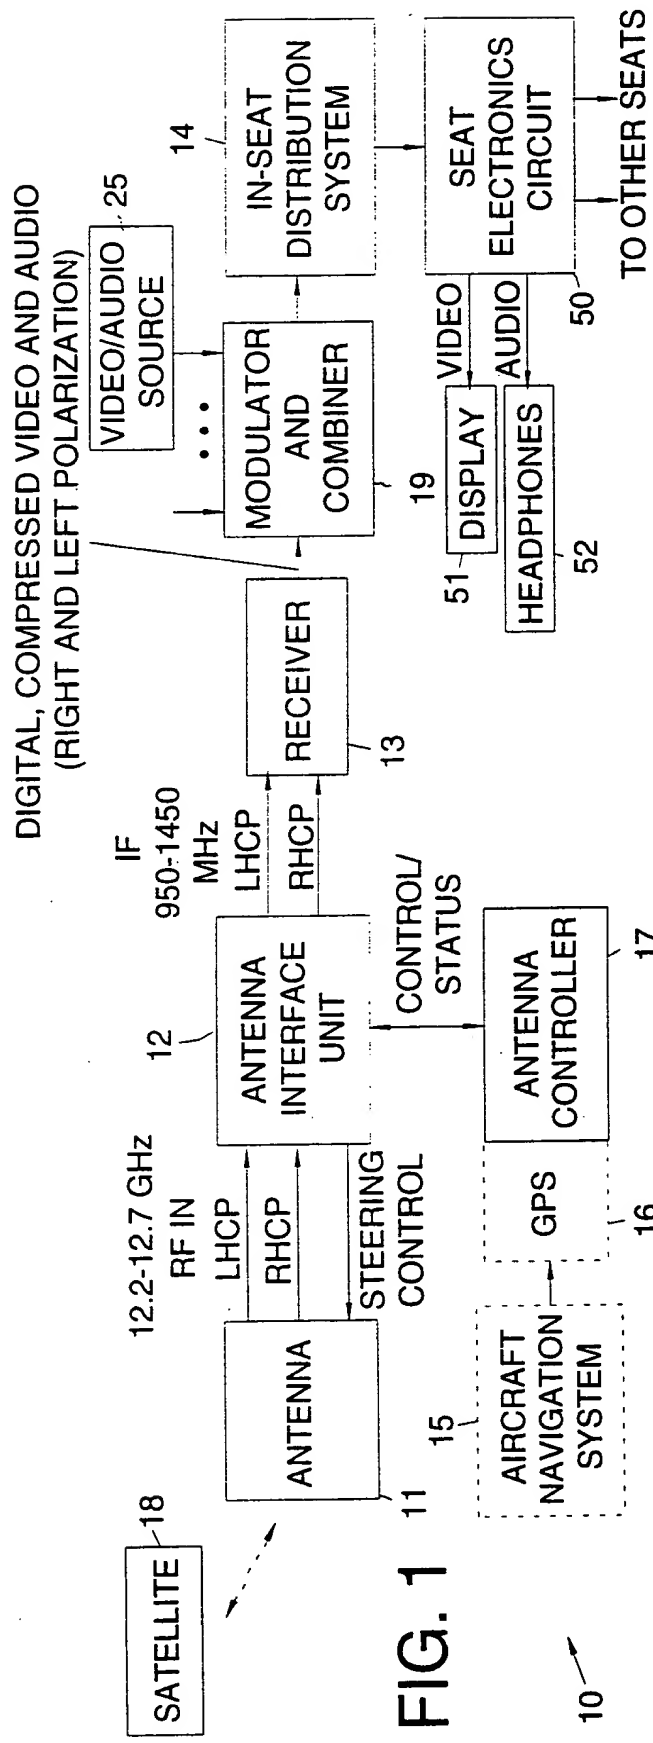 DIGITAL, COMPRESSED VIDEO AND AUDIO
(RIGHT AND LEFT POLARIZATION)
SATELLITE
18
ANTENNA
11
12.2-12.7 GHz
RF IN
LHCP
RHCP
STEERING
CONTROL
12
ANTENNA
INTERFACE
UNIT
IF
950-1450
MHz
LHCP
RHCP
RECEIVER
13
VIDEO/AUDIO
SOURCE
25
MODULATOR
AND
COMBINER
19
14
IN-SEAT
DISTRIBUTION
SYSTEM
CONTROL/
STATUS
15
AIRCRAFT
NAVIGATION
SYSTEM
GPS
16
ANTENNA
CONTROLLER
17
SEAT
ELECTRONICS
CIRCUIT
50
VIDEO
AUDIO
DISPLAY
51
HEADPHONES
52
TO OTHER SEATS
FIG. 1
10